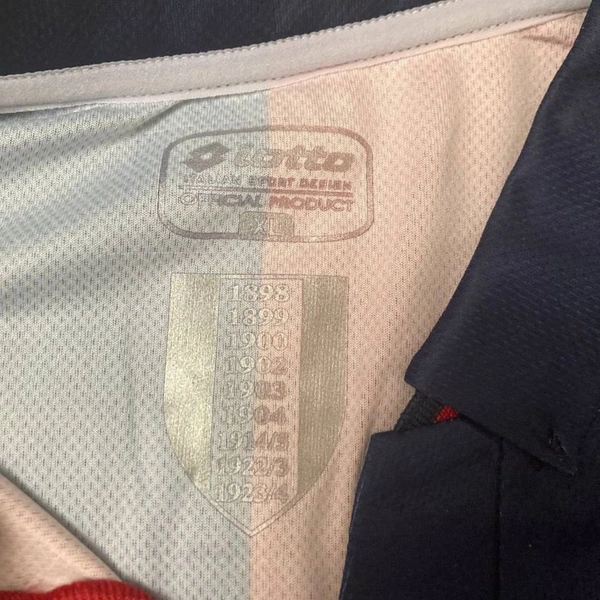 lotto
ITALIAN SPORT DESIGN
OFFICIAL PRODUCT
XL
1898
1899
1900
1902
1903
1904
1914/5
1922/3
1923/4